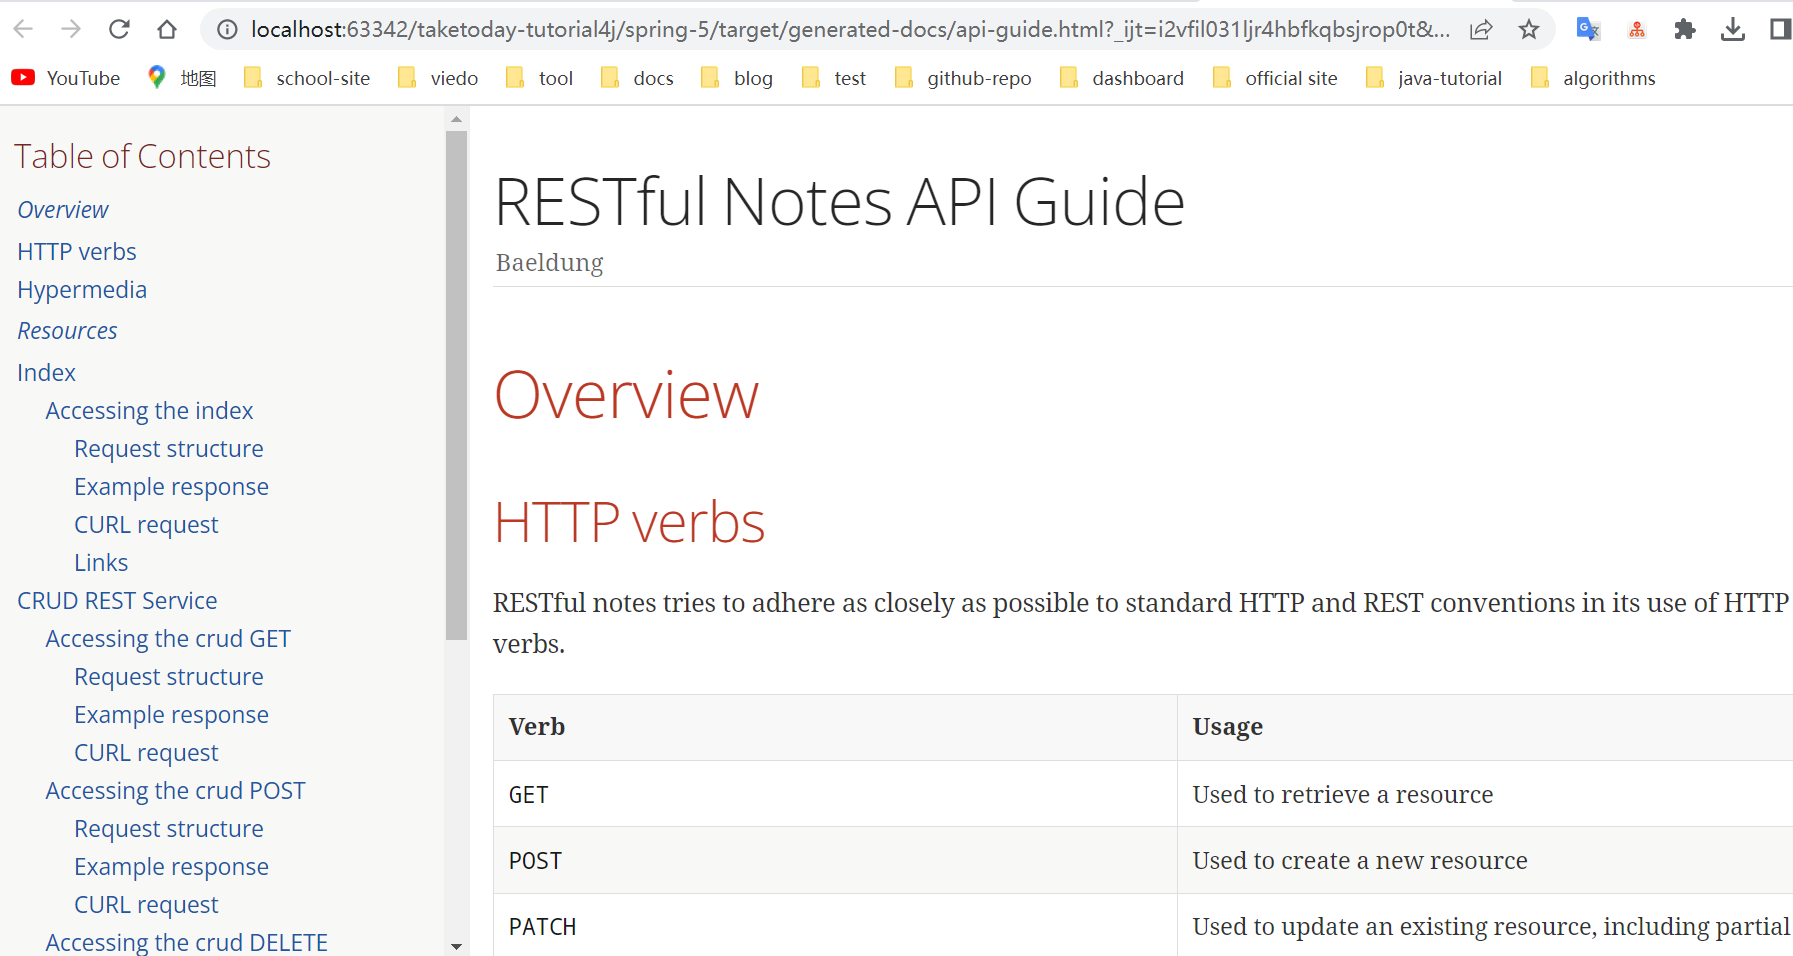 localhost:63342/taketoday-tutorial4j/spring-5/target/generated-docs/api-guide.html?_ijt=i2vfil031ljr4hbfkqbsjrop0t&...
YouTube 地图 school-site viedo tool docs blog test github-repo dashboard official site java-tutorial algorithms
Table of Contents
Overview
HTTP verbs
Hypermedia
Resources
Index
Accessing the index
Request structure
Example response
CURL request
Links
CRUD REST Service
Accessing the crud GET
Request structure
Example response
CURL request
Accessing the crud POST
Request structure
Example response
CURL request
Accessing the crud DELETE
RESTful Notes API Guide
Baeldung
Overview
HTTP verbs
RESTful notes tries to adhere as closely as possible to standard HTTP and REST conventions in its use of HTTP
verbs.
Verb Usage
GET Used to retrieve a resource
POST Used to create a new resource
PATCH Used to update an existing resource, including partial